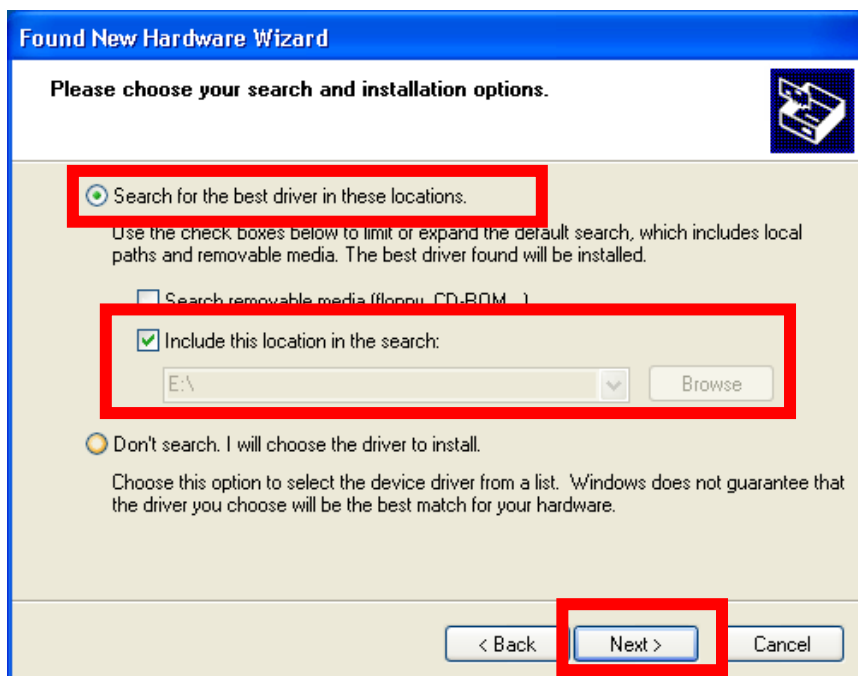 Found New Hardware Wizard
Please choose your search and installation options.
Search for the best driver in these locations.
Use the check boxes below to limit or expand the default search, which includes local
paths and removable media. The best driver found will be installed.
Search removable media (floppy, CD-ROM...)
Include this location in the search:
E:\
Browse
Don't search. I will choose the driver to install.
Choose this option to select the device driver from a list. Windows does not guarantee that
the driver you choose will be the best match for your hardware.
< Back
Next >
Cancel